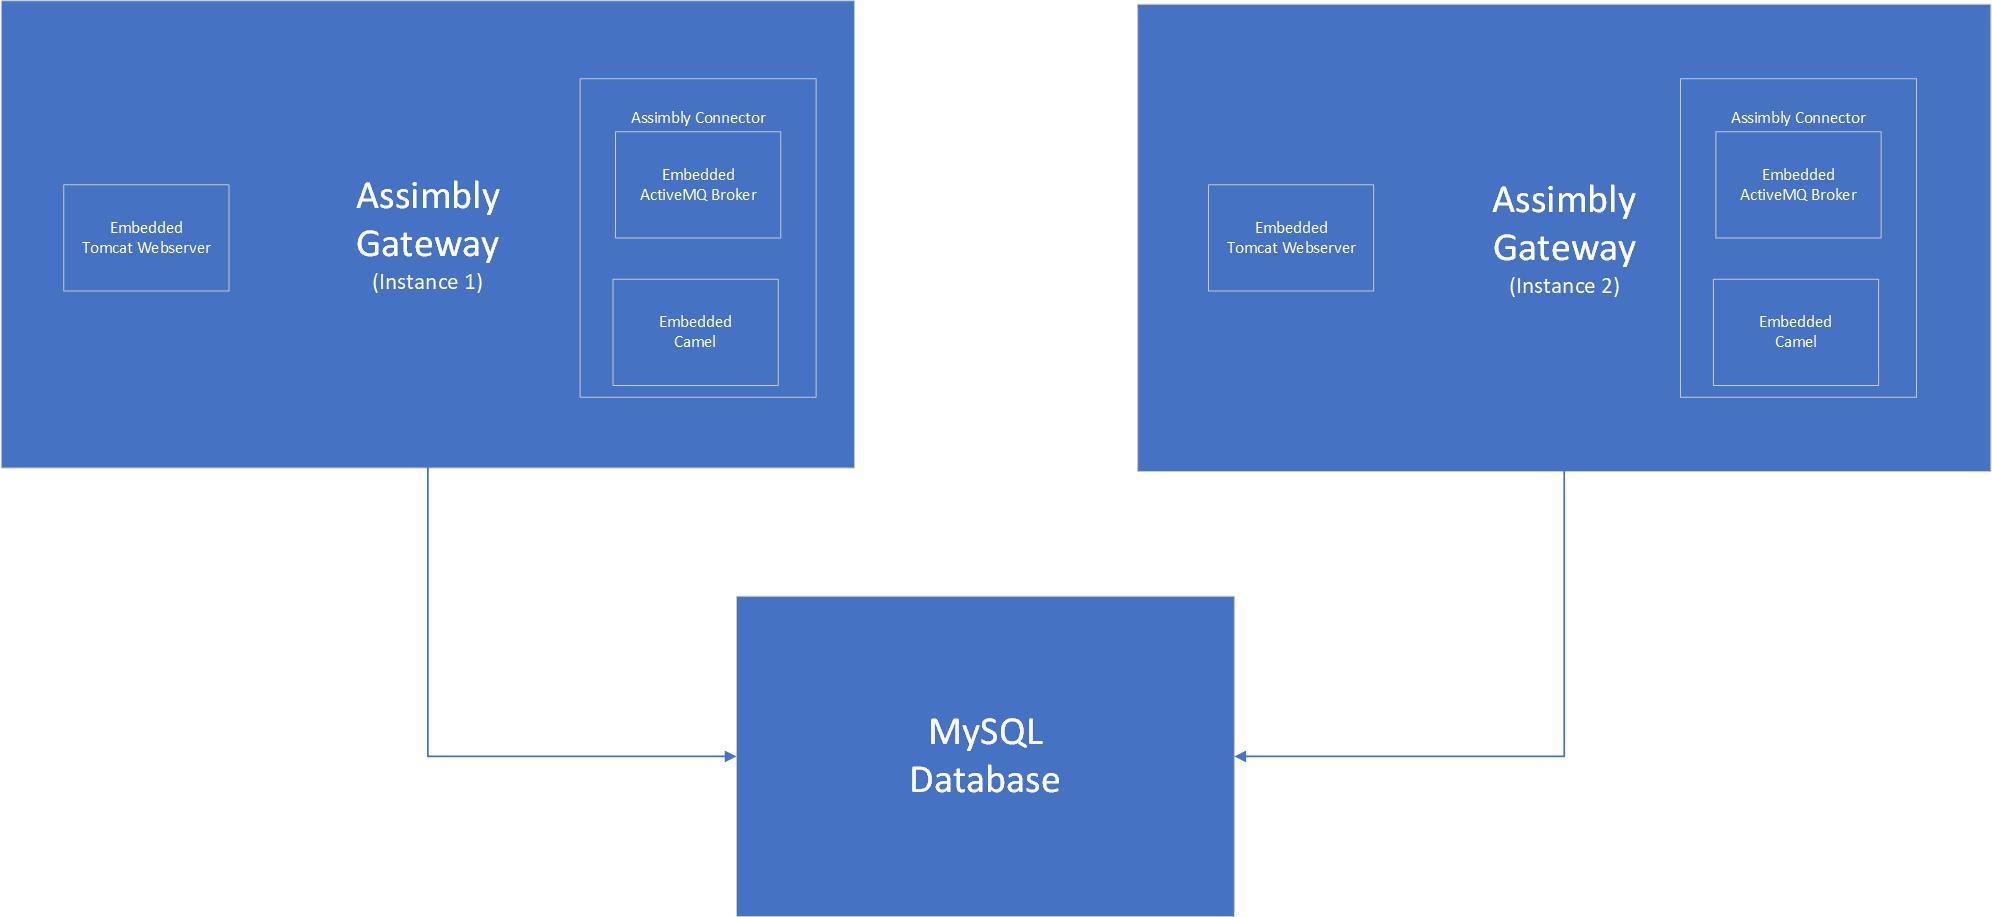 Assimbly Connector
Embedded
ActiveMQ Broker
Assimbly
Gateway
(Instance 1)
Embedded
Tomcat Webserver
Embedded
Camel
Assimbly Connector
Embedded
ActiveMQ Broker
Assimbly
Gateway
(Instance 2)
Embedded
Tomcat Webserver
Embedded
Camel
MySQL
Database